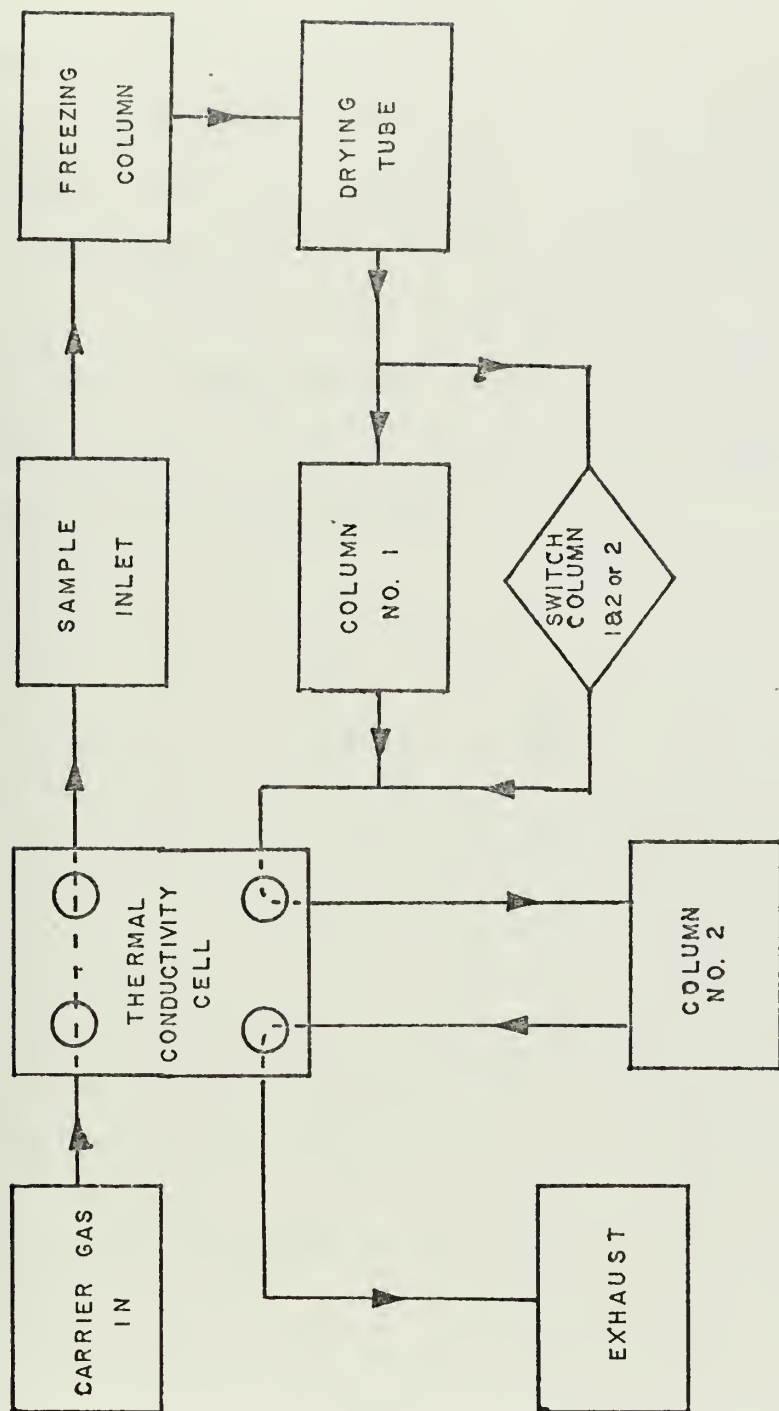 CARRIER GAS
IN
THERMAL
CONDUCTIVITY
CELL
SAMPLE
INLET
FREEZING
COLUMN
DRYING
TUBE
COLUMN
NO. 1
SWITCH
COLUMN
1&2 or 2
COLUMN
NO. 2
EXHAUST